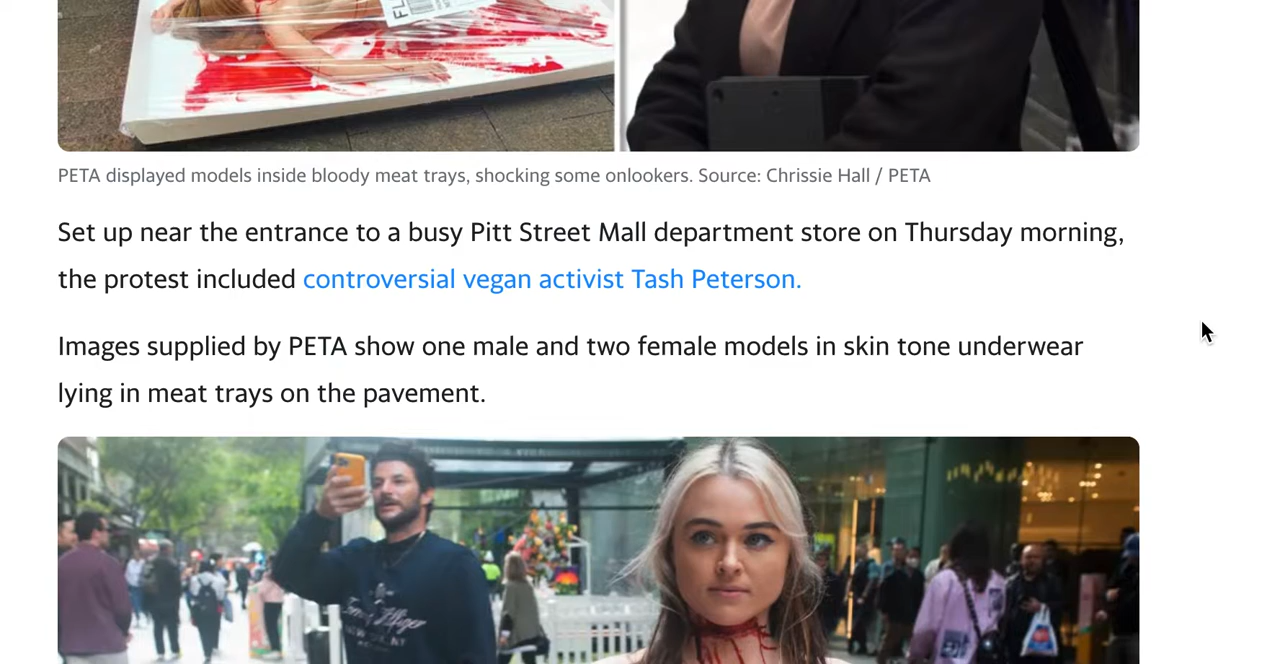 FL
PETA displayed models inside bloody meat trays, shocking some onlookers. Source: Chrissie Hall / PETA
Set up near the entrance to a busy Pitt Street Mall department store on Thursday morning,
the protest included controversial vegan activist Tash Peterson.
Images supplied by PETA show one male and two female models in skin tone underwear
lying in meat trays on the pavement.